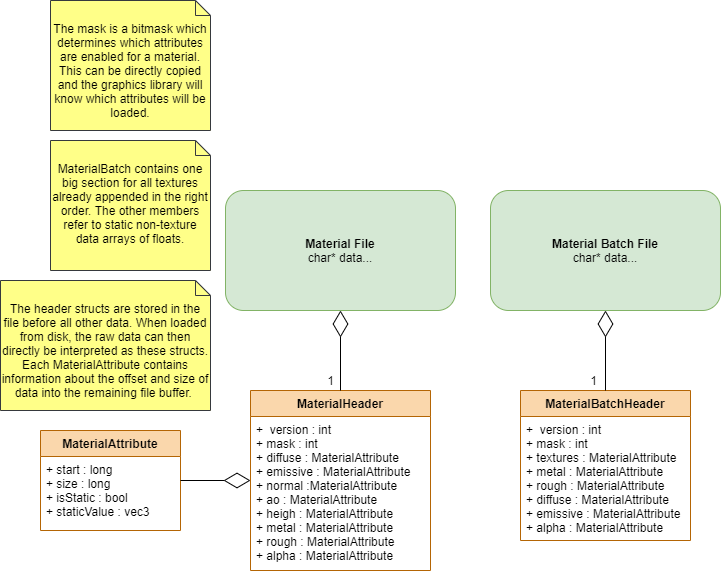 The mask is a bitmask which
determines which attributes
are enabled for a material.
This can be directly copied
and the graphics library will
know which attributes will be
loaded.
MaterialBatch contains one
big section for all textures
already appended in the right
order. The other members
refer to static non-texture
data arrays of floats.
The header structs are stored in the
file before all other data. When loaded
from disk, the raw data can then
directly be interpreted as these structs.
Each MaterialAttribute contains
information about the offset and size of
data into the remaining file buffer.
Material File
char* data...
Material Batch File
char* data...
1
1
MaterialAttribute
+ start : long
+ size : long
+ isStatic : bool
+ staticValue : vec3
MaterialHeader
+ version : int
+ mask : int
+ diffuse : MaterialAttribute
+ emissive : MaterialAttribute
+ normal :MaterialAttribute
+ ao : MaterialAttribute
+ heigh : MaterialAttribute
+ metal : MaterialAttribute
+ rough : MaterialAttribute
+ alpha : MaterialAttribute
MaterialBatchHeader
+ version : int
+ mask : int
+ textures : MaterialAttribute
+ metal : MaterialAttribute
+ rough : MaterialAttribute
+ diffuse : MaterialAttribute
+ emissive : MaterialAttribute
+ alpha : MaterialAttribute